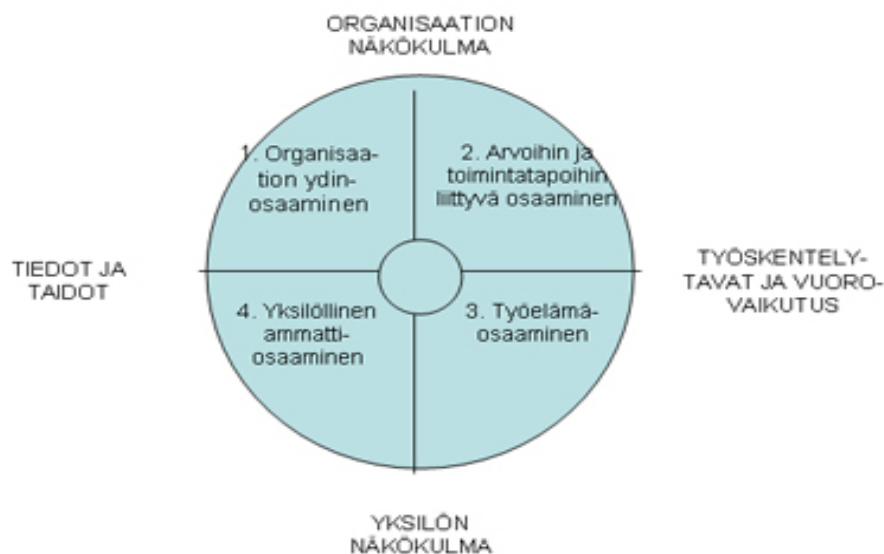 ORGANISAATION
NÄKÖKULMA
1. Organisaa-
tion ydin-
osaaminen
2. Arvoihin ja
toimintatapoihin
liittyvä osaaminen
TIEDOT JA
TAIDOT
TYÖSKENTELY-
TAVAT JA VUORO-
VAIKUTUS
4. Yksilöllinen
ammatti-
osaaminen
3. Työelämä-
osaaminen
YKSILÖN
NÄKÖKULMA